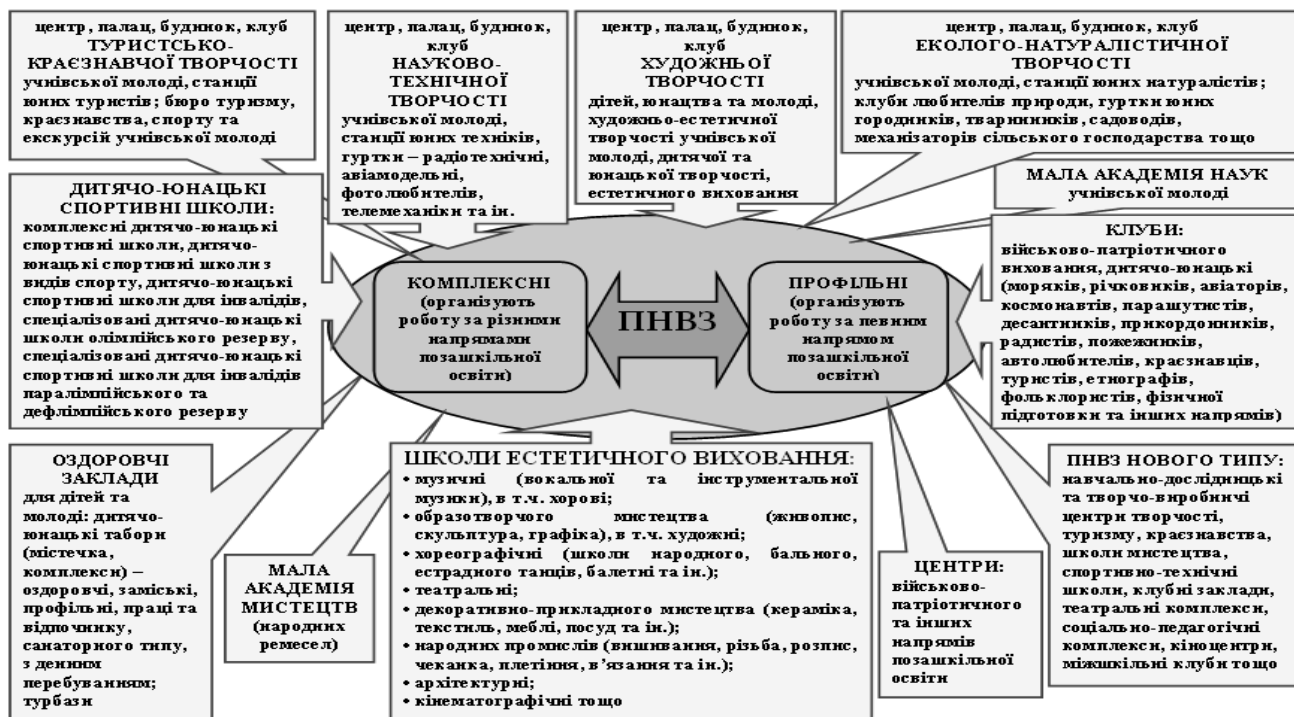 центр, палац, будинок, клуб
ТУРИСТСЬКО-
КРАЄЗНАВЧОЇ ТВОРЧОСТІ
учнівської молоді, станції
юних туристів; бюро туризму,
краєзнавства, спорту та
екскурсій учнівської молоді
центр, палац, будинок,
клуб
НАУКОВО-
ТЕХНІЧНОЇ
ТВОРЧОСТІ
учнівської молоді,
станції юних техніків,
гуртки – радіотехнічні,
авіамодельні,
фотолюбителів,
телемеханіки та ін.
центр, палац, будинок,
клуб
ХУДОЖНЬОЇ
ТВОРЧОСТІ
дітей, юнацтва та молоді,
художньо-естетичної
творчості учнівської
молоді, дитячої та
юнацької творчості,
естетичного виховання
центр, палац, будинок, клуб
ЕКОЛОГО-НАТУРАЛІСТИЧНОЇ
ТВОРЧОСТІ
учнівської молоді, станції юних натуралістів;
клуби любителів природи, гуртки юних
городників, тваринників, садоводів,
механізаторів сільського господарства тощо
ДИТЯЧО-ЮНАЦЬКІ
СПОРТИВНІ ШКОЛИ:
комплексні дитячо-юнацькі
спортивні школи, дитячо-
юнацькі спортивні школи з
видів спорту, дитячо-юнацькі
спортивні школи для інвалідів,
спеціалізовані дитячо-юнацькі
школи олімпійського резерву,
спеціалізовані дитячо-юнацькі
спортивні школи для інвалідів
паралімпійського та
дефлімпійського резерву
КОМПЛЕКСНІ
(організують
роботу за різними
напрямами
позашкільної
освіти)
ПНВЗ
ПРОФІЛЬНІ
(організують
роботу за певним
напрямом
позашкільної
освіти)
МАЛА АКАДЕМІЯ НАУК
учнівської молоді
КЛУБИ:
військово-патріотичного
виховання, дитячо-юнацькі
(моряків, річковиків, авіаторів,
космонавтів, парашутистів,
десантників, прикордонників,
радистів, пожежників,
автолюбителів, краєзнавців,
туристів, етнографів,
фольклористів, фізичної
підготовки та інших напрямів)
ОЗДОРОВЧІ
ЗАКЛАДИ
для дітей та
молоді: дитячо-
юнацькі табори
(містечка,
комплекси) –
оздоровчі, заміські,
профільні, праці та
відпочинку,
санаторного типу,
з денним
перебуванням;
турбази
МАЛА
АКАДЕМІЯ
МИСТЕЦТВ
(народних
ремесел)
ШКОЛИ ЕСТЕТИЧНОГО ВИХОВАННЯ:
• музичні (вокальної та інструментальної
музики), в т.ч. хорові;
• образотворчого мистецтва (живопис,
скульптура, графіка), в т.ч. художні;
• хореографічні (школи народного, бального,
естрадного танців, балетні та ін.);
• театральні;
• декоративно-прикладного мистецтва (кераміка,
текстиль, меблі, посуд та ін.);
• народних промислів (вишивання, різьба, розпис,
чеканка, плетіння, в’язання та ін.);
• архітектурні;
• кінематографічні тощо
ЦЕНТРИ:
військово-
патріотичного
та інших
напрямів
позашкільної
освіти
ПНВЗ НОВОГО ТИПУ:
навчально-дослідницькі
та творчо-виробничі
центри творчості,
туризму, краєзнавства,
школи мистецтва,
спортивно-технічні
школи, клубні заклади,
театральні комплекси,
соціально-педагогічні
комплекси, кіноцентри,
міжшкільні клуби тощо